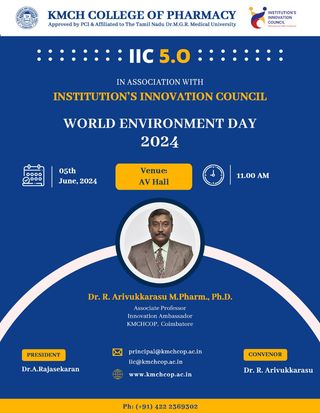 KMCH COLLEGE OF PHARMACY
Approved by PCI & Affiliated to The Tamil Nadu Dr.M.G.R. Medical University
INSTITUTION'S
INNOVATION
COUNCIL
IIC 5.0
IN ASSOCIATION WITH
INSTITUTION'S INNOVATION COUNCIL
WORLD ENVIRONMENT DAY
2024
05th
June, 2024
Venue:
AV Hall
11.00 AM
Dr. R. Arivukkarasu M.Pharm., Ph.D.
Associate Professor
Innovation Ambassador
KMCHCOP, Coimbatore
PRESIDENT
Dr.A.Rajasekaran
principal@kmchcop.ac.in
iic@kmchcop.ac.in
www.kmchcop.ac.in
CONVENOR
Dr. R. Arivukkarasu
Ph: (+91) 422 2369302